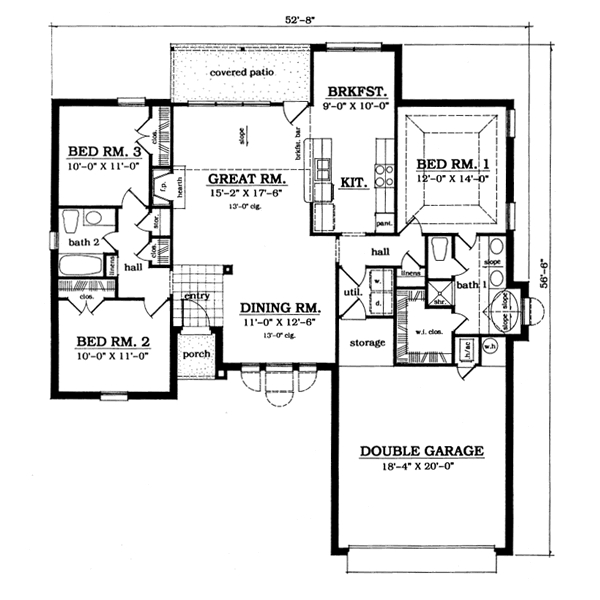 52'-8"
covered patio
BRKFST.
9'-0" X 10'-0"
BED RM. 3
10'-0" X 11'-0"
clos.
slope
brkfst. bar
BED RM. 1
12'-0" X 14'-0"
f.p.
hearth
GREAT RM.
15'-2" X 17'-6"
13'-0" clg.
KIT.
pant.
bath 2
stor.
clos.
linens
hall
hall
linens
slope
bath 1
slope
slope
shr.
56'-6"
clos.
entry
util.
w.
d.
DINING RM.
11'-0" X 12'-6"
13'-0" clg.
w.i. clos.
BED RM. 2
10'-0" X 11'-0"
porch
storage
h/ac
w.h
DOUBLE GARAGE
18'-4" X 20'-0"